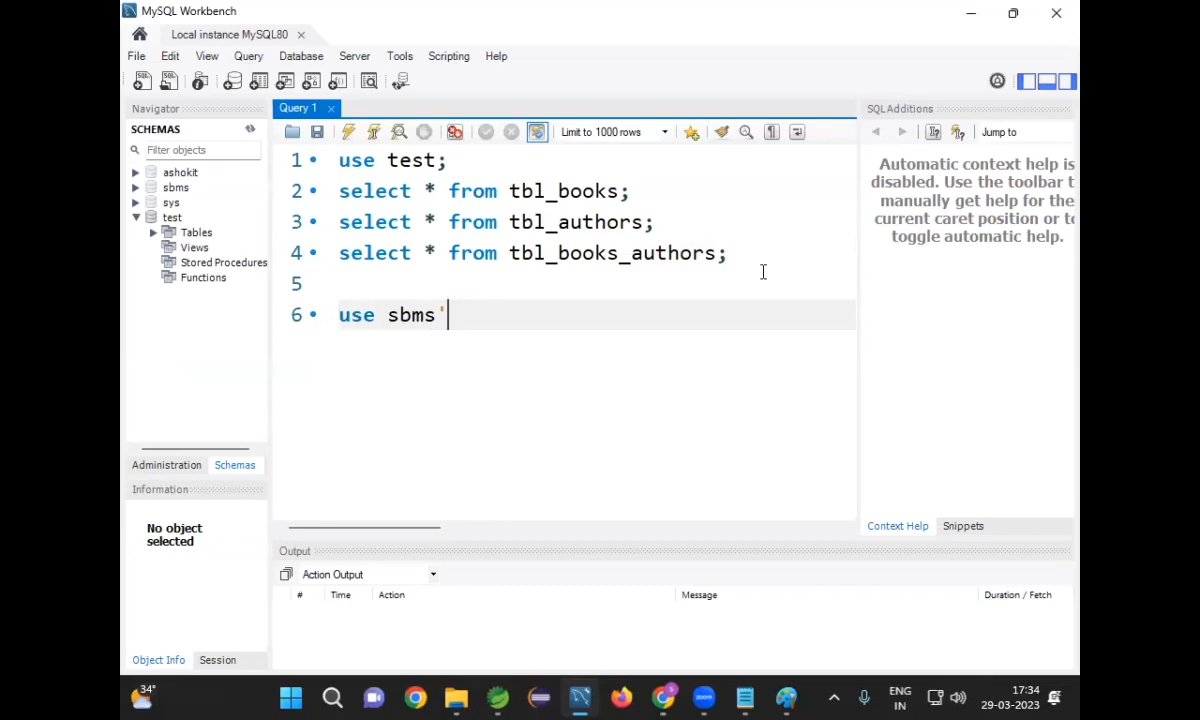 MySQL Workbench
Local instance MySQL80
File Edit View Query Database Server Tools Scripting Help
Navigator
SCHEMAS
Filter objects
ashokit
sbms
sys
test
Tables
Views
Stored Procedures
Functions
Administration Schemas
Information
No object
selected
Object Info Session
Query 1
Limit to 1000 rows
1 use test;
2 select * from tbl_books;
3 select * from tbl_authors;
4 select * from tbl_books_authors;
5
6 use sbms'
SQLAdditions
Jump to
Automatic context help is
disabled. Use the toolbar t
manually get help for the
current caret position or to
toggle automatic help.
Context Help Snippets
Output
Action Output
# Time Action Message Duration / Fetch
34°
zoom
ENG
IN
17:34
29-03-2023